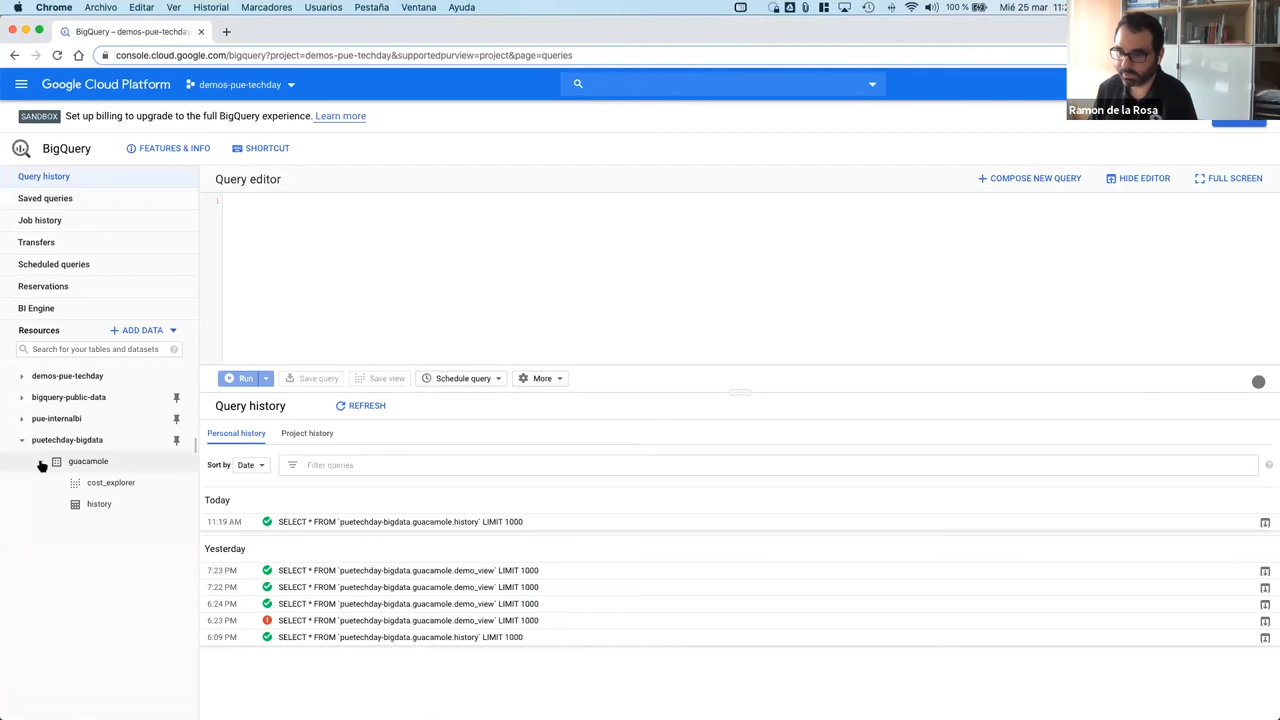 Chrome Archivo Editar Ver Historial Marcadores Usuarios Pestaña Ventana Ayuda 100 % Mié 25 mar
BigQuery – demos-pue-techday
console.cloud.google.com/bigquery?project=demos-pue-techday&supportedpurview=project&page=queries
Ramon de la Rosa
Google Cloud Platform demos-pue-techday
SANDBOX Set up billing to upgrade to the full BigQuery experience. Learn more
BigQuery FEATURES & INFO SHORTCUT
Query history
Saved queries
Job history
Transfers
Scheduled queries
Reservations
BI Engine
Resources + ADD DATA
Search for your tables and datasets
demos-pue-techday
bigquery-public-data
pue-internalbi
puetechday-bigdata
guacamole
cost_explorer
history
Query editor + COMPOSE NEW QUERY HIDE EDITOR FULL SCREEN
1
Run Save query Save view Schedule query More
Query history REFRESH
Personal history Project history
Sort by Date Filter queries
Today
11:19 AM SELECT * FROM `puetechday-bigdata.guacamole.history` LIMIT 1000
Yesterday
7:23 PM SELECT * FROM `puetechday-bigdata.guacamole.demo_view` LIMIT 1000
7:22 PM SELECT * FROM `puetechday-bigdata.guacamole.demo_view` LIMIT 1000
6:24 PM SELECT * FROM `puetechday-bigdata.guacamole.demo_view` LIMIT 1000
6:23 PM SELECT * FROM `puetechday-bigdata.guacamole.demo_view` LIMIT 1000
6:09 PM SELECT * FROM `puetechday-bigdata.guacamole.history` LIMIT 1000